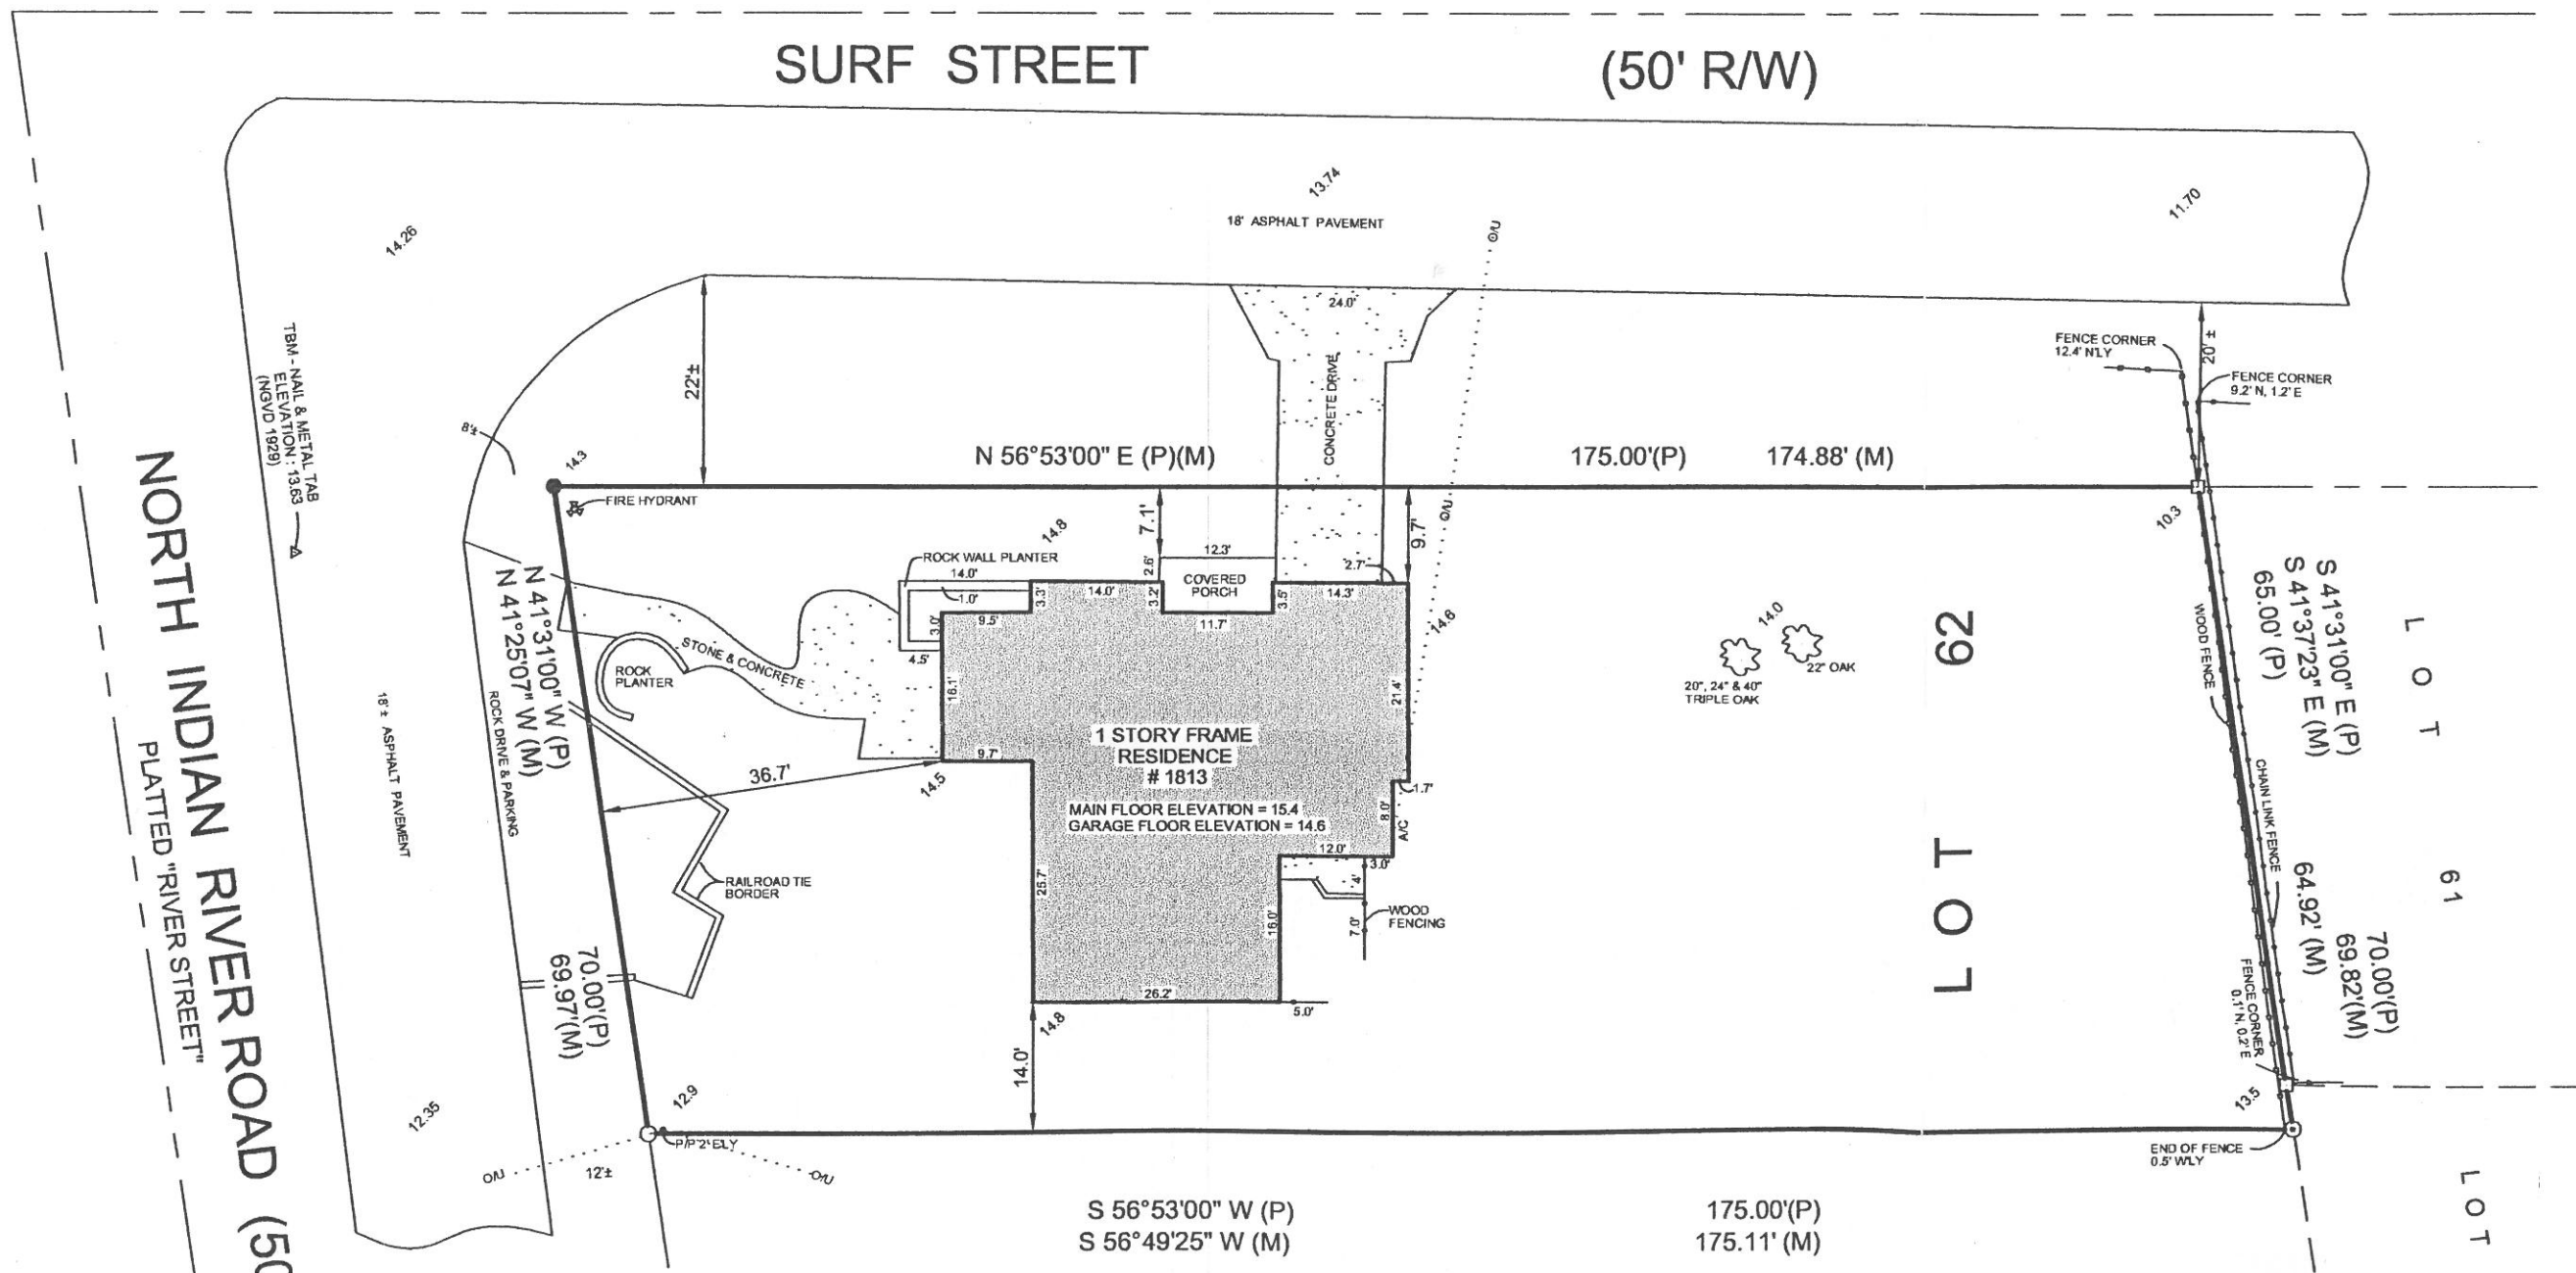 SURF STREET (50' R/W)
13.74
18' ASPHALT PAVEMENT
11.70
14.26
O/U
24.0'
CONCRETE DRIVE
22'±
20' ±
FENCE CORNER
12.4' N'LY
FENCE CORNER
9.2' N, 1.2' E
TBM - NAIL & METAL TAB
ELEVATION : 13.63
(NGVD 1929)
8'±
14.3
N 56°53'00" E (P)(M) 175.00'(P) 174.88' (M)
FIRE HYDRANT
O/U
10.3
14.8
7.1'
9.7'
ROCK WALL PLANTER
14.0'
1.0'
12.3'
2.6'
COVERED
PORCH
2.7'
3.3'
14.0'
3.2'
3.5'
14.3'
9.5'
11.7'
3.0'
4.5'
14.6
14.0
22" OAK
20", 24" & 40"
TRIPLE OAK
LOT 62
WOOD FENCE
S 41°31'00" E (P)
S 41°37'23" E (M)
65.00' (P)
64.92' (M)
CHAIN LINK FENCE
70.00'(P)
69.82'(M)
LOT 61
NORTH INDIAN RIVER ROAD (50
PLATTED "RIVER STREET"
18'± ASPHALT PAVEMENT
ROCK DRIVE & PARKING
N 41°31'00" W (P)
N 41°25'07" W (M)
STONE & CONCRETE
ROCK
PLANTER
16.1'
21.4'
9.7'
36.7'
14.5
1 STORY FRAME
RESIDENCE
# 1813
MAIN FLOOR ELEVATION = 15.4
GARAGE FLOOR ELEVATION = 14.6
1.7'
8.0'
A/C
12.0'
3.0'
4'
RAILROAD TIE
BORDER
25.7'
16.0'
7.0'
WOOD
FENCING
70.00'(P)
69.97'(M)
26.2'
5.0'
14.8
14.0'
FENCE CORNER
0.1' N, 0.2' E
13.5
12.35
12.9
P/P 2' E'LY
O/U
12'±
O/U
END OF FENCE
0.5' W'LY
LOT
S 56°53'00" W (P) 175.00'(P)
S 56°49'25" W (M) 175.11' (M)